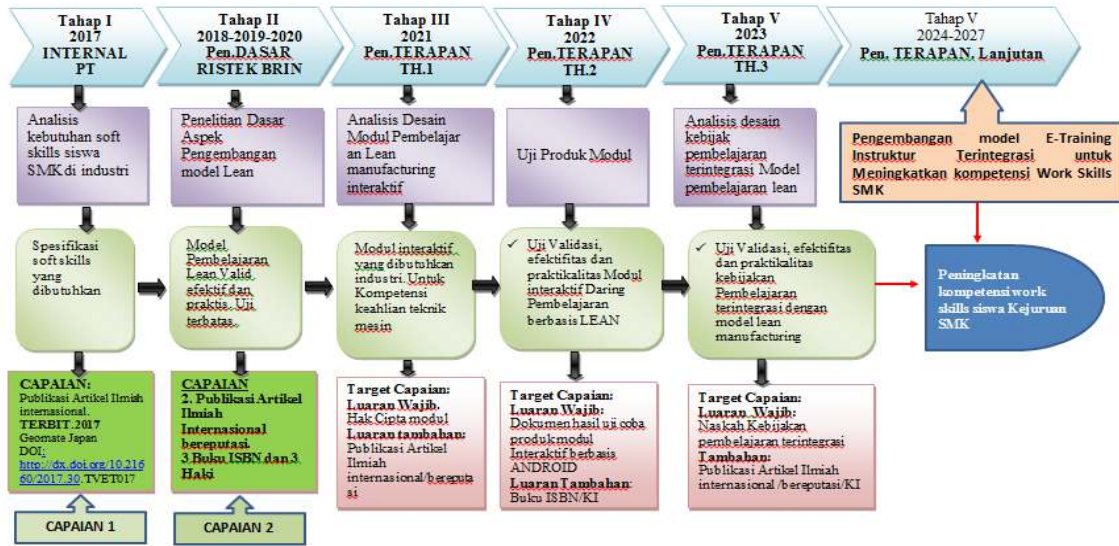 Tahap I
2017
INTERNAL
PT
Tahap II
2018-2019-2020
Pen.DASAR
RISTEK BRIN
Tahap III
2021
Pen.TERAPAN
TH.1
Tahap IV
2022
Pen.TERAPAN
TH.2
Tahap V
2023
Pen.TERAPAN
TH.3
Tahap V
2024-2027
Pen. TERAPAN. Lanjutan
Analisis
kebutuhan soft
skills siswa
SMK di industri
Penelitian Dasar
Aspek
Pengembangan
model Lean
Analisis Desain
Modul Pembelajar
an Lean
manufacturing
interaktif
Uji Produk Modul
Analisis desain
kebijak
pembelajaran
terintegrasi Model
pembelajaran lean
Pengembangan model E-Training
Instruktur Terintegrasi untuk
Meningkatkan kompetensi Work Skills
SMK
Spesifikasi
soft skills
yang
dibutuhkan
Model
Pembelajaran
Lean Valid
efektif dan
praktis. Uji
terbatas.
Modul interaktif
yang dibutuhkan
industri. Untuk
Kompetensi
keahlian teknik
mesin
✓ Uji Validasi,
efektifitas dan
praktikalitas Modul
interaktif Daring
Pembelajaran
berbasis LEAN
✓ Uji Validasi, efektifitas
dan praktikalitas
kebijakan
Pembelajaran
terintegrasi dengan
model lean
manufacturing
Peningkatan
kompetensi work
skills siswa Kejuruan
SMK
CAPAIAN:
Publikasi Artikel Ilmiah
internasional.
TERBIT.2017
Geomate Japan
DOI:
http://dx.doi.org/10.216
60/2017.30.TVET017
CAPAIAN
2. Publikasi Artikel
Ilmiah
Internasional
bereputasi.
3.Buku ISBN dan 3
Haki
Target Capaian:
Luaran Wajib.
Hak Cipta modul
Luaran tambahan:
Publikasi Artikel
Ilmiah
internasional/bereputa
si
Target Capaian:
Luaran Wajib:
Dokumen hasil uji coba
produk modul
Interaktif berbasis
ANDROID
Luaran Tambahan:
Buku ISBN/KI
Target Capaian:
Luaran Wajib:
Naskah Kebijakan
pembelajaran terintegrasi
Tambahan:
Publikasi Artikel Ilmiah
internasional /bereputasi/KI
CAPAIAN 1
CAPAIAN 2